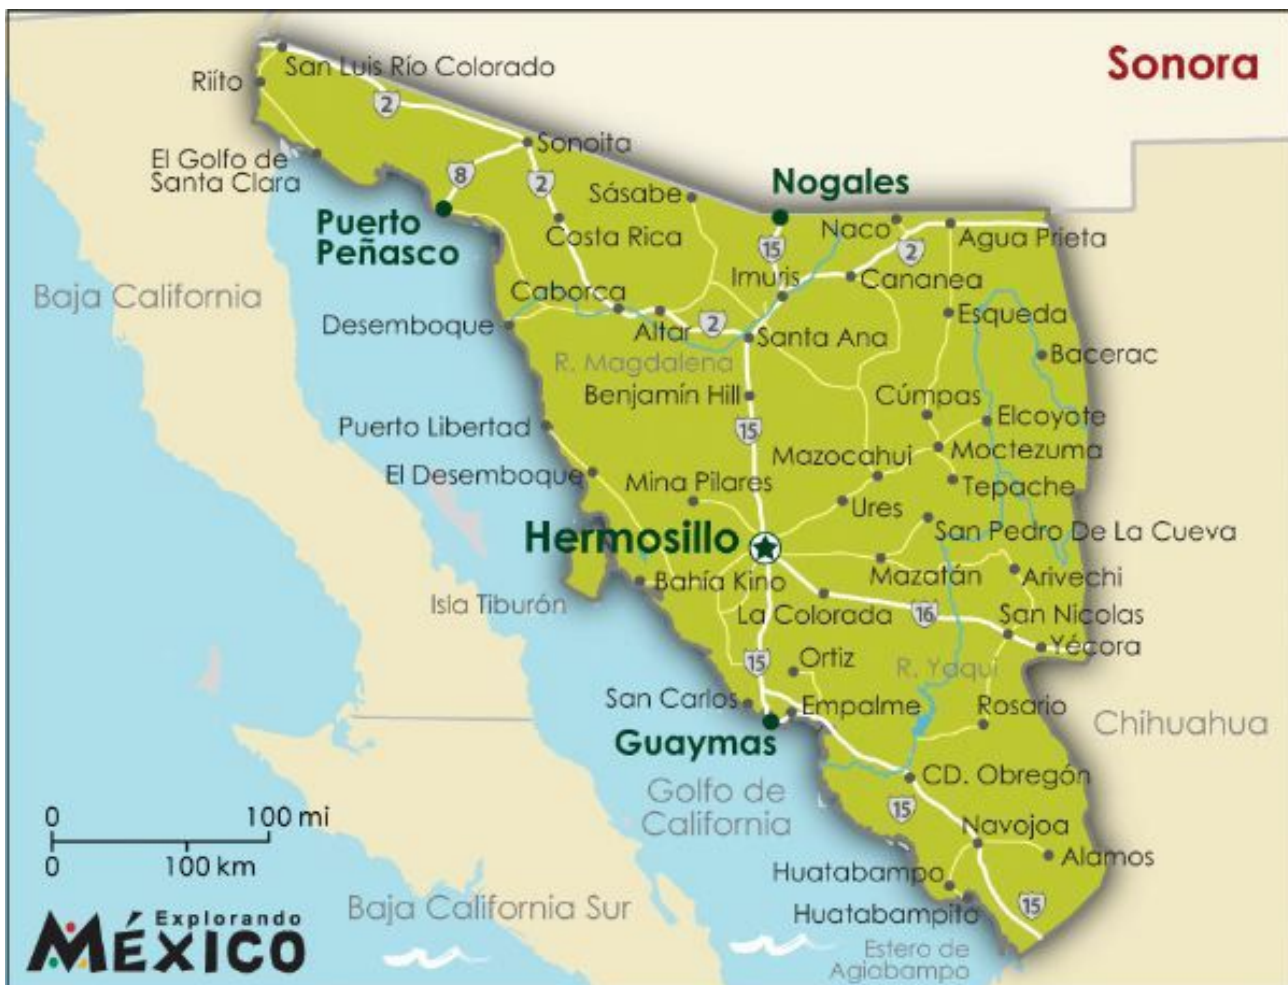 Sonora
San Luis Río Colorado
Riíto
2
Sonoita
El Golfo de
Santa Clara
8
2
Sásabe
Nogales
Puerto
Peñasco
Costa Rica
15
Naco
2
Agua Prieta
Imuris
Cananea
Baja California
Caborca
Desemboque
Altar
2
Santa Ana
Esqueda
R. Magdalena
Bacerac
Benjamín Hill
Cúmpas
Elcoyote
Puerto Libertad
15
Mazocahui
Moctezuma
El Desemboque
Mina Pilares
Tepache
Ures
Hermosillo
San Pedro De La Cueva
Bahía Kino
Mazatán
Arivechi
Isla Tiburón
La Colorada
16
San Nicolas
Yécora
15
Ortiz
R. Yaqui
San Carlos
Empalme
Rosario
Chihuahua
Guaymas
Golfo de
California
CD. Obregón
0 100 mi
0 100 km
15
Navojoa
Alamos
Huatabampo
Huatabampito
15
Baja California Sur
Estero de
Agiabampo
Explorando
MÉXICO